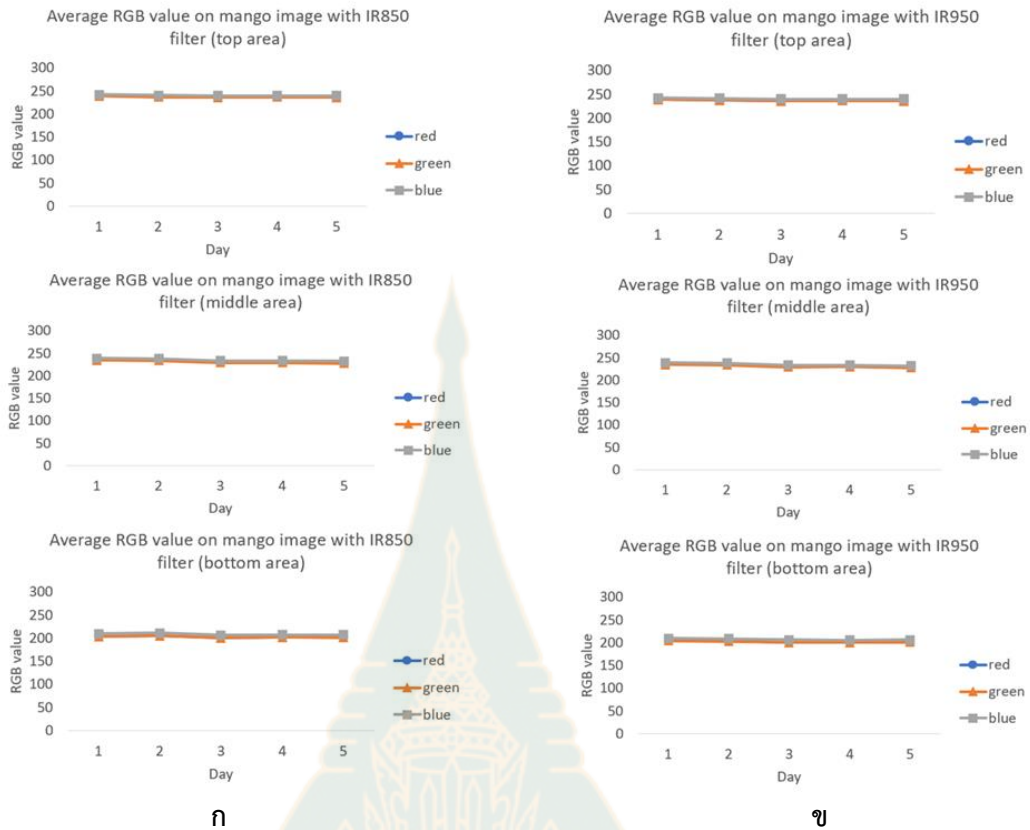 Average RGB value on mango image with IR850
filter (top area)
300
250
200
150
100
50
0
RGB value
1 2 3 4 5
Day
red
green
blue
Average RGB value on mango image with IR950
filter (top area)
300
250
200
150
100
50
0
RGB value
1 2 3 4 5
Day
red
green
blue
Average RGB value on mango image with IR850
filter (middle area)
300
250
200
150
100
50
0
RGB value
1 2 3 4 5
Day
red
green
blue
Average RGB value on mango image with IR950
filter (middle area)
300
250
200
150
100
50
0
RGB value
1 2 3 4 5
Day
red
green
blue
Average RGB value on mango image with IR850
filter (bottom area)
300
250
200
150
100
50
0
RGB value
1 2 3 4 5
Day
red
green
blue
Average RGB value on mango image with IR950
filter (bottom area)
300
250
200
150
100
50
0
RGB value
1 2 3 4 5
Day
red
green
blue
ก
ข